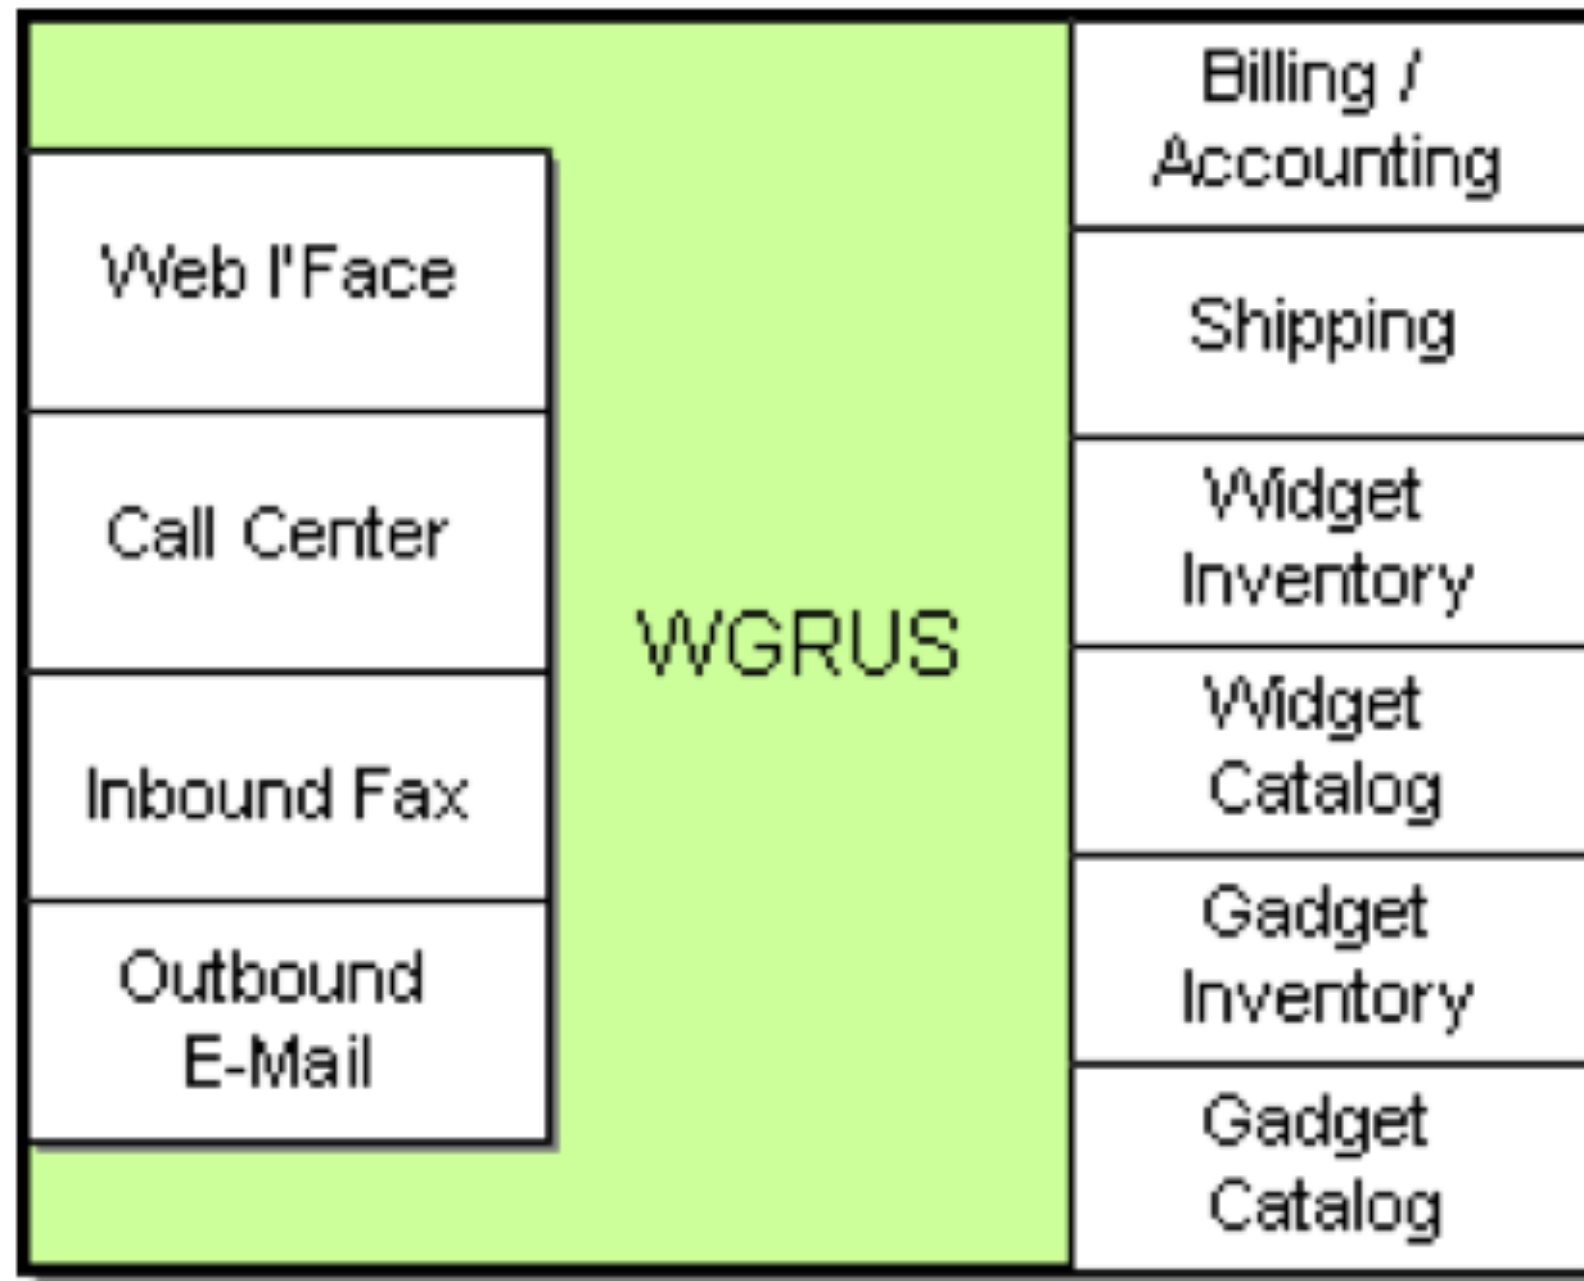 Web I'Face
Call Center
Inbound Fax
Outbound
E-Mail
WGRUS
Billing /
Accounting
Shipping
Widget
Inventory
Widget
Catalog
Gadget
Inventory
Gadget
Catalog